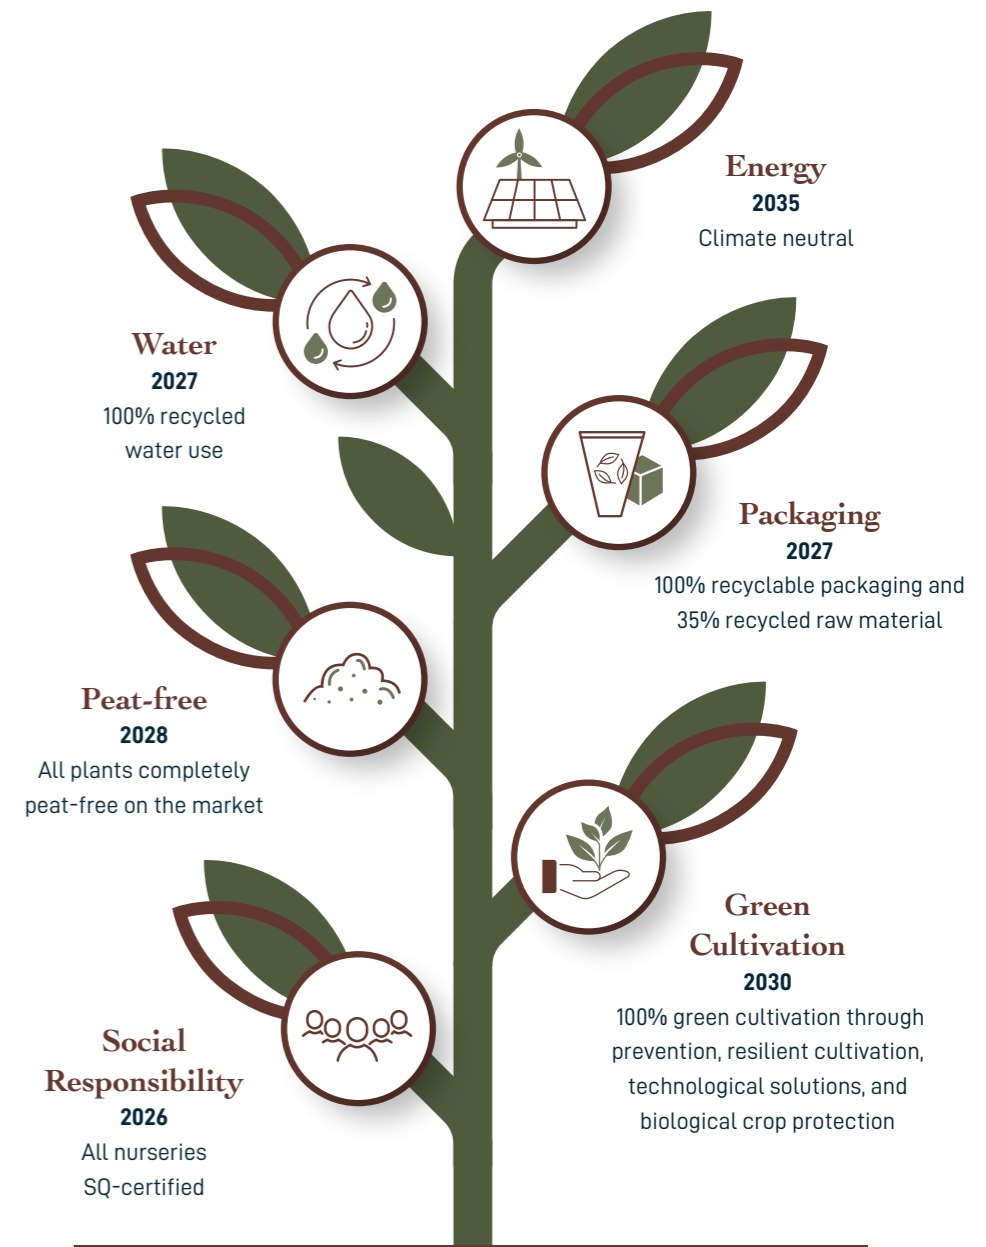 Energy
2035
Climate neutral
Water
2027
100% recycled
water use
Packaging
2027
100% recyclable packaging and
35% recycled raw material
Peat-free
2028
All plants completely
peat-free on the market
Green
Cultivation
2030
100% green cultivation through
prevention, resilient cultivation,
technological solutions, and
biological crop protection
Social
Responsibility
2026
All nurseries
SQ-certified